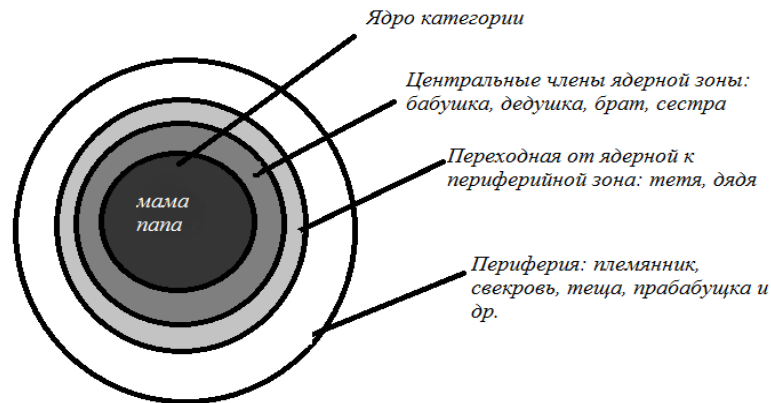 Ядро категории
Центральные члены ядерной зоны:
бабушка, дедушка, брат, сестра
Переходная от ядерной к
периферийной зона: тетя, дядя
мама
папа
Периферия: племянник,
свекровь, теща, прабабущка и
др.